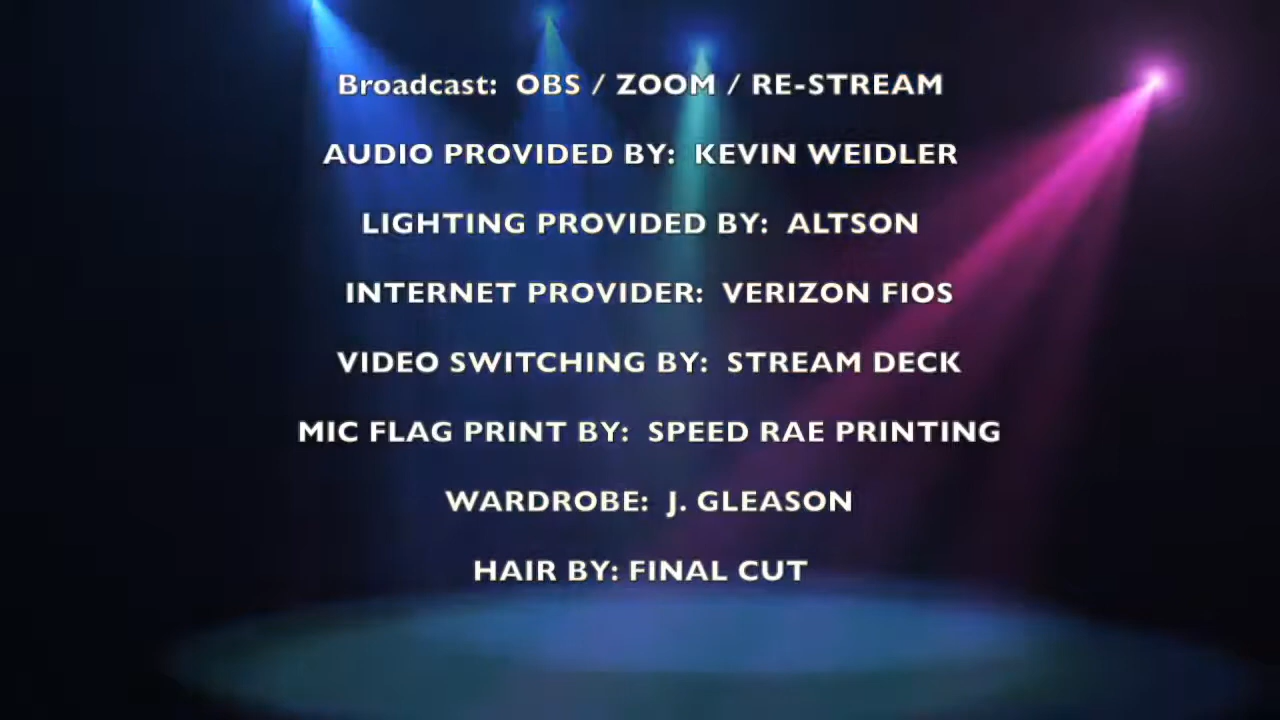 Broadcast: OBS / ZOOM / RE-STREAM
AUDIO PROVIDED BY: KEVIN WEIDLER
LIGHTING PROVIDED BY: ALTSON
INTERNET PROVIDER: VERIZON FIOS
VIDEO SWITCHING BY: STREAM DECK
MIC FLAG PRINT BY: SPEED RAE PRINTING
WARDROBE: J. GLEASON
HAIR BY: FINAL CUT